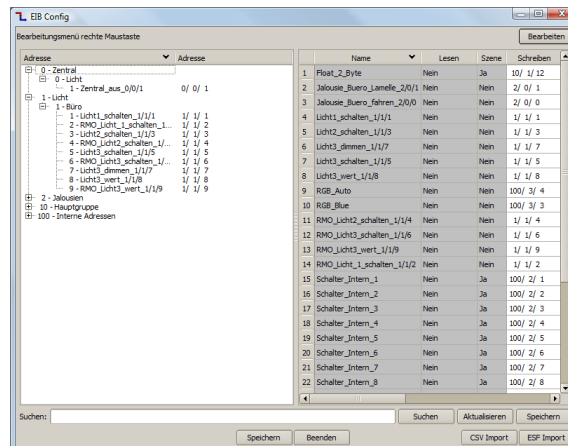 EIB Config
Bearbeitungsmenü rechte Maustaste
Bearbeiten
Adresse Adresse
0 - Zentral
0 - Licht
1 - Zentral_aus_0/0/1 0/ 0/ 1
1 - Licht
1 - Büro
1 - Licht1_schalten_1/1/1 1/ 1/ 1
2 - RMO_Licht_1_schalten_1... 1/ 1/ 2
3 - Licht2_schalten_1/1/3 1/ 1/ 3
4 - RMO_Licht2_schalten_1/... 1/ 1/ 4
5 - Licht3_schalten_1/1/5 1/ 1/ 5
6 - RMO_Licht3_schalten_1/... 1/ 1/ 6
7 - Licht3_dimmen_1/1/7 1/ 1/ 7
8 - Licht3_wert_1/1/8 1/ 1/ 8
9 - RMO_Licht3_wert_1/1/9 1/ 1/ 9
2 - Jalousien
10 - Hauptgruppe
100 - Interne Adressen
Name Lesen Szene Schreiben
1 Float_2_Byte Nein Ja 10/ 1/ 12
2 Jalousie_Buero_Lamelle_2/0/1 Nein Nein 2/ 0/ 1
3 Jalousie_Buero_fahren_2/0/0 Nein Nein 2/ 0/ 0
4 Licht1_schalten_1/1/1 Nein Nein 1/ 1/ 1
5 Licht2_schalten_1/1/3 Nein Nein 1/ 1/ 3
6 Licht3_dimmen_1/1/7 Nein Nein 1/ 1/ 7
7 Licht3_schalten_1/1/5 Nein Nein 1/ 1/ 5
8 Licht3_wert_1/1/8 Nein Nein 1/ 1/ 8
9 RGB_Auto Nein Nein 100/ 3/ 4
10 RGB_Blue Nein Nein 100/ 3/ 3
11 RMO_Licht2_schalten_1/1/4 Nein Nein 1/ 1/ 4
12 RMO_Licht3_schalten_1/1/6 Nein Nein 1/ 1/ 6
13 RMO_Licht3_wert_1/1/9 Nein Nein 1/ 1/ 9
14 RMO_Licht_1_schalten_1/1/2 Nein Nein 1/ 1/ 2
15 Schalter_Intern_1 Nein Ja 100/ 2/ 1
16 Schalter_Intern_2 Nein Ja 100/ 2/ 2
17 Schalter_Intern_3 Nein Ja 100/ 2/ 3
18 Schalter_Intern_4 Nein Ja 100/ 2/ 4
19 Schalter_Intern_5 Nein Ja 100/ 2/ 5
20 Schalter_Intern_6 Nein Ja 100/ 2/ 6
21 Schalter_Intern_7 Nein Ja 100/ 2/ 7
22 Schalter_Intern_8 Nein Ja 100/ 2/ 8
Suchen: Suchen Aktualisieren Speichern
Speichern Beenden CSV Import ESF Import